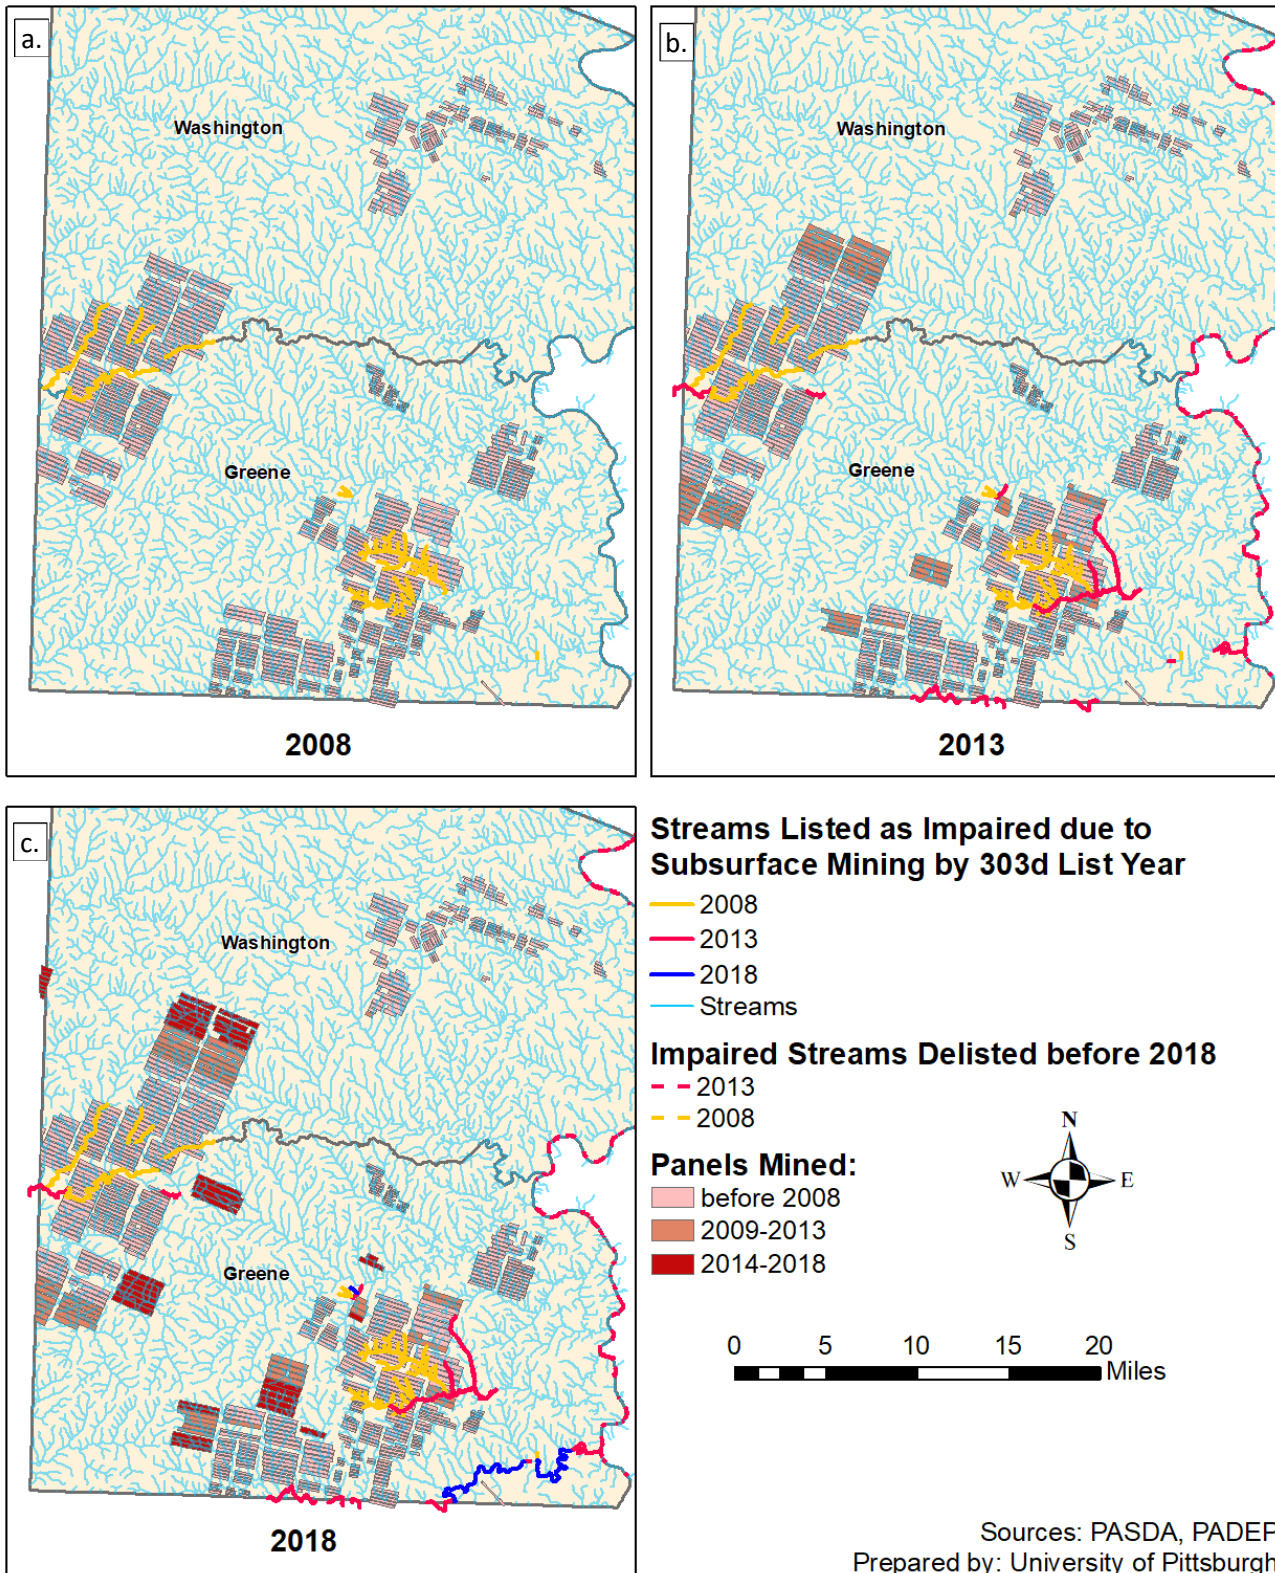 a.
Washington
Greene
2008
b.
Washington
Greene
2013
c.
Washington
Greene
2018
Streams Listed as Impaired due to
Subsurface Mining by 303d List Year
2008
2013
2018
Streams
Impaired Streams Delisted before 2018
2013
2008
Panels Mined:
before 2008
2009-2013
2014-2018
N
W E
S
0 5 10 15 20
Miles
Sources: PASDA, PADEP
Prepared by: University of Pittsburgh